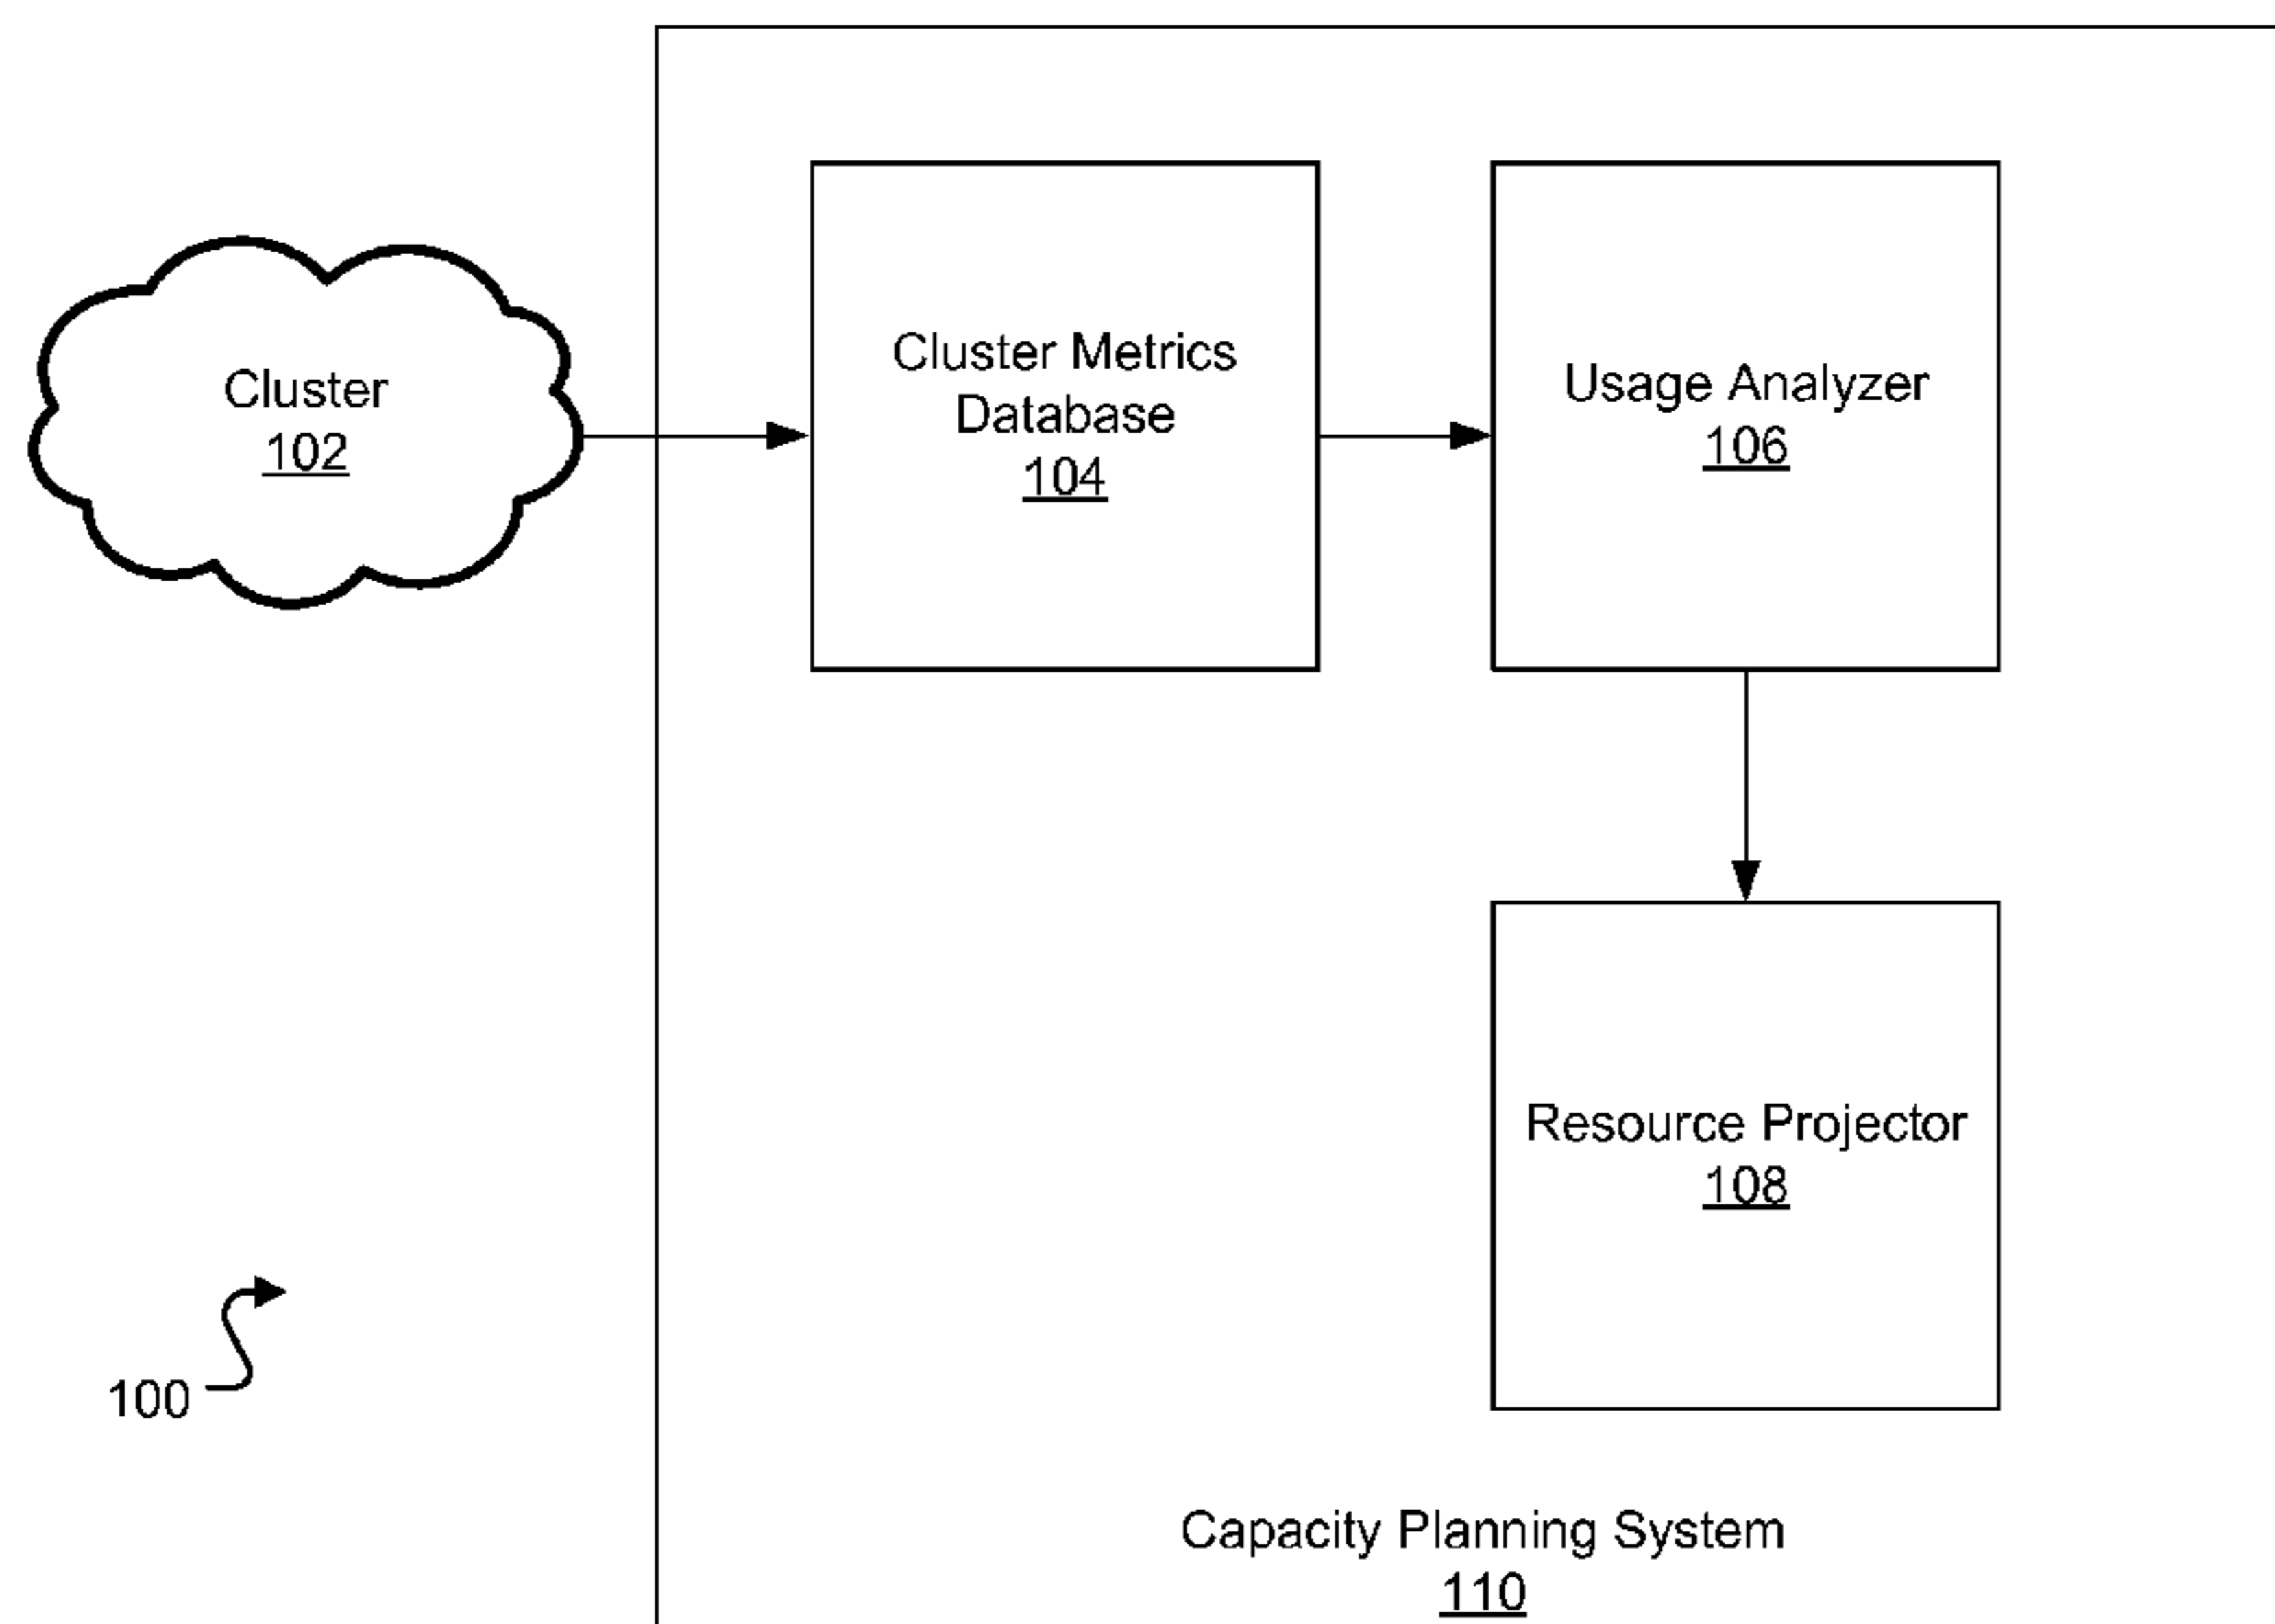 Cluster
102
Cluster Metrics
Database
104
Usage Analyzer
106
Resource Projector
108
100
Capacity Planning System
110